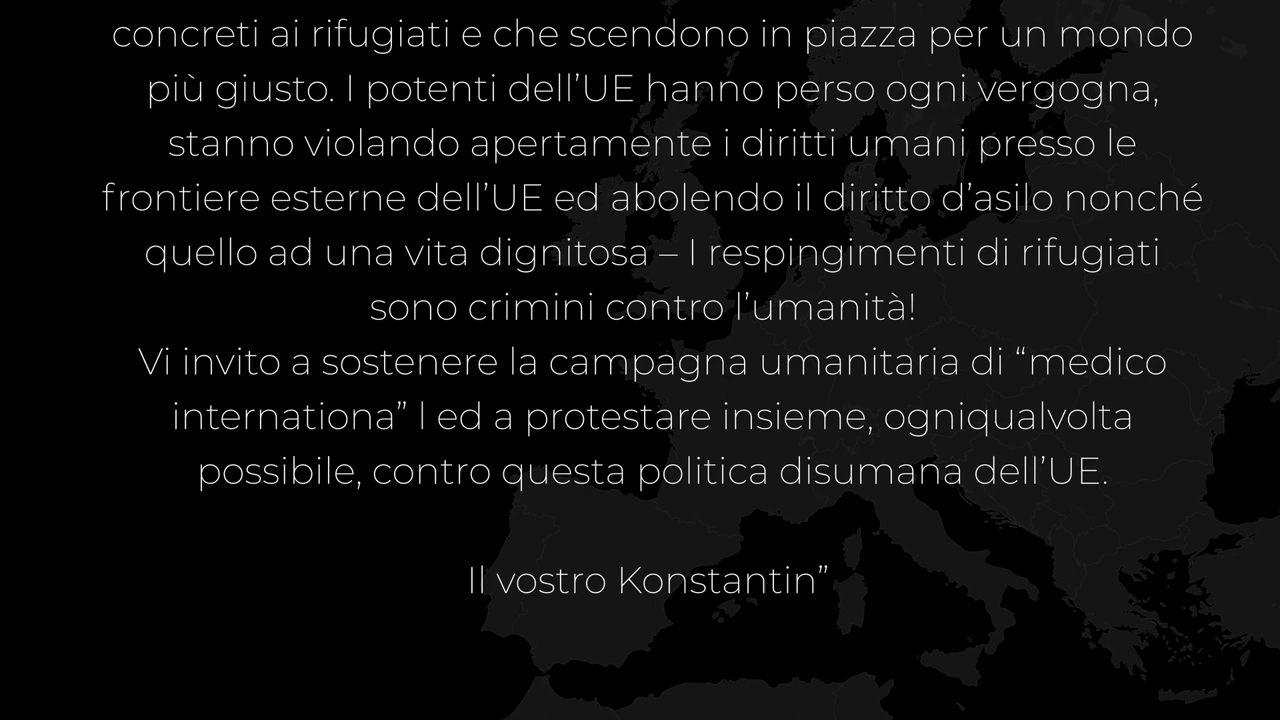 concreti ai rifugiati e che scendono in piazza per un mondo
più giusto. I potenti dell’UE hanno perso ogni vergogna,
stanno violando apertamente i diritti umani presso le
frontiere esterne dell’UE ed abolendo il diritto d’asilo nonché
quello ad una vita dignitosa – I respingimenti di rifugiati
sono crimini contro l’umanità!
Vi invito a sostenere la campagna umanitaria di “medico
internationa” l ed a protestare insieme, ogniqualvolta
possibile, contro questa politica disumana dell’UE.
Il vostro Konstantin”